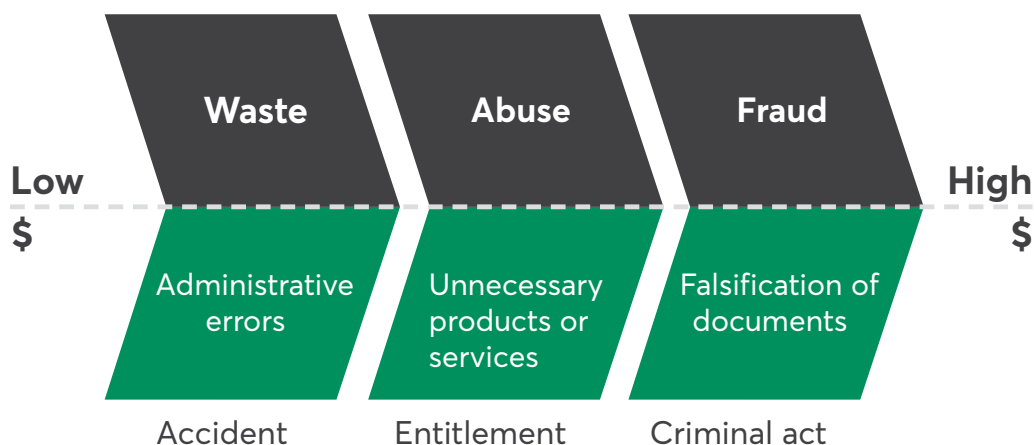 Waste
Abuse
Fraud
Low
High
$
$
Administrative
errors
Unnecessary
products or
services
Falsification of
documents
Accident
Entitlement
Criminal act